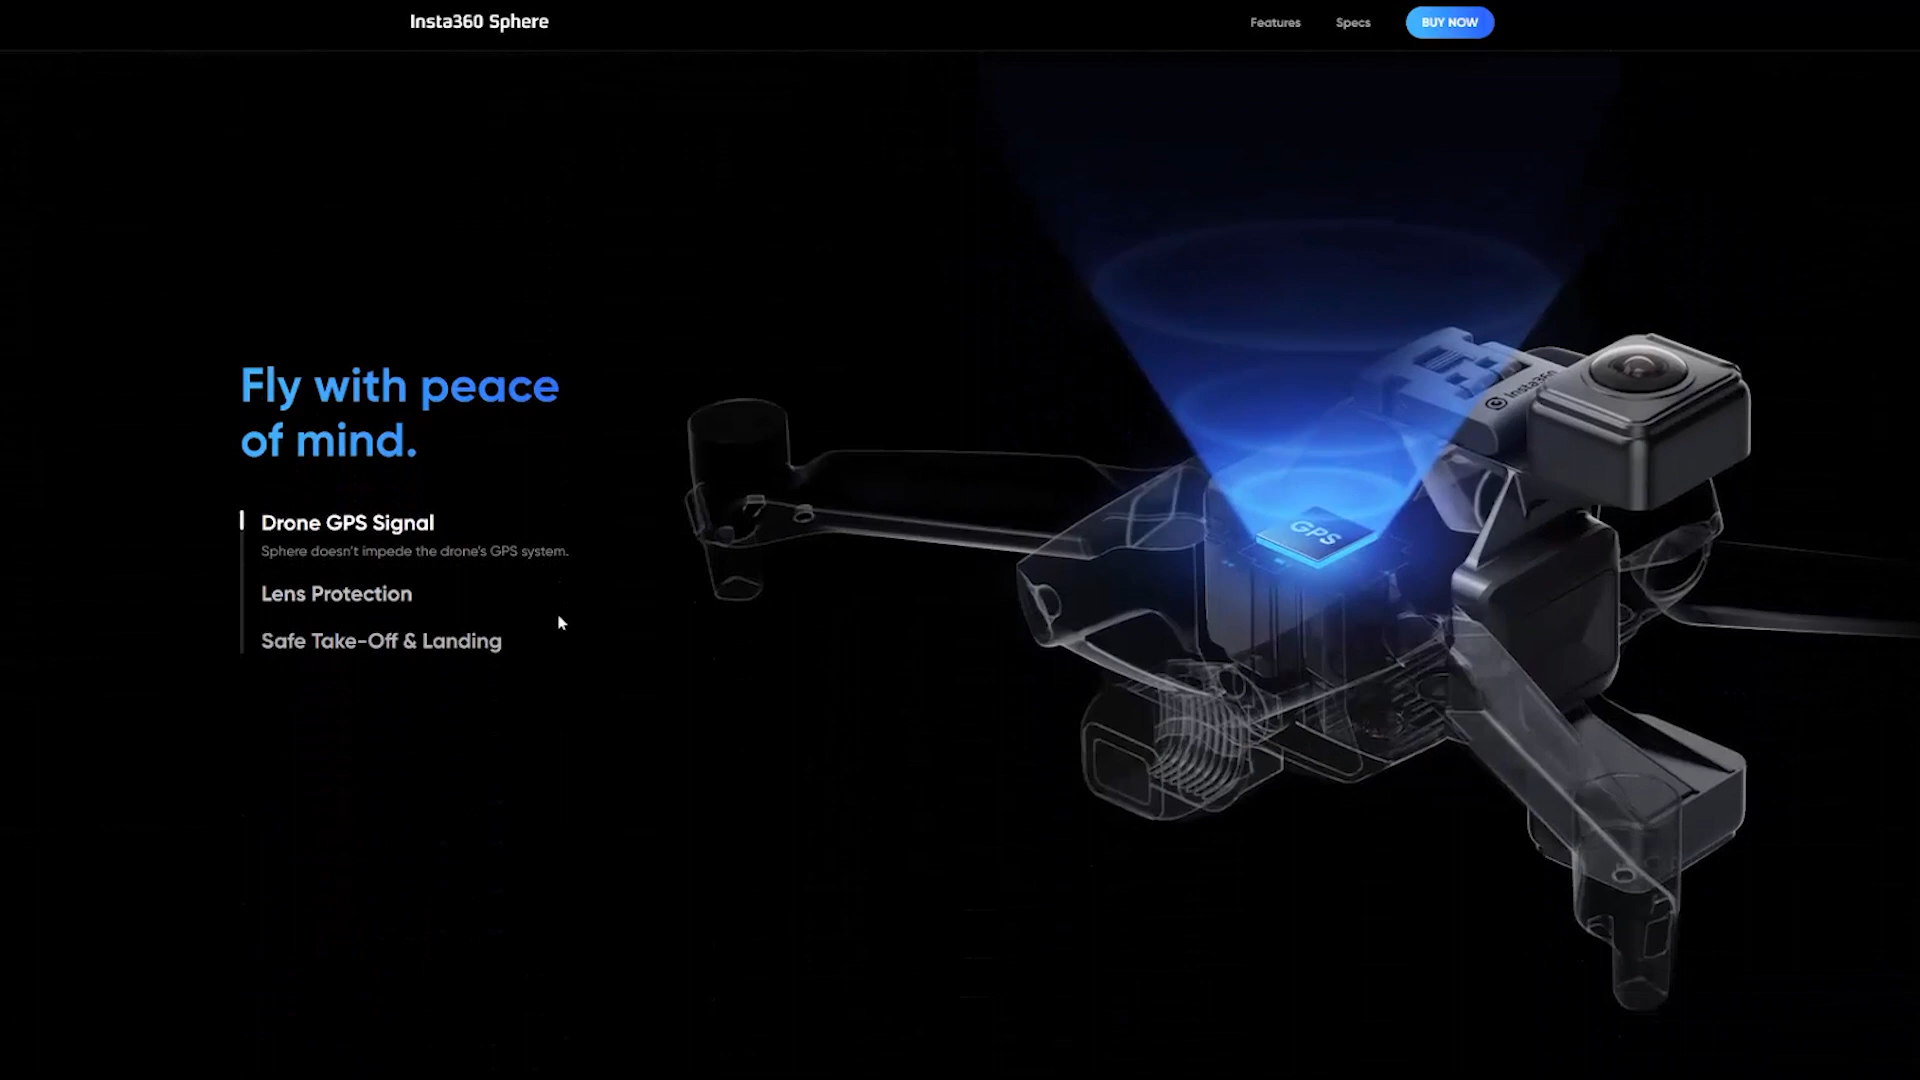 Insta360 Sphere
Features
Specs
BUY NOW
Fly with peace
of mind.
Drone GPS Signal
Sphere doesn't impede the drone's GPS system.
Lens Protection
Safe Take-Off & Landing
GPS
Insta360